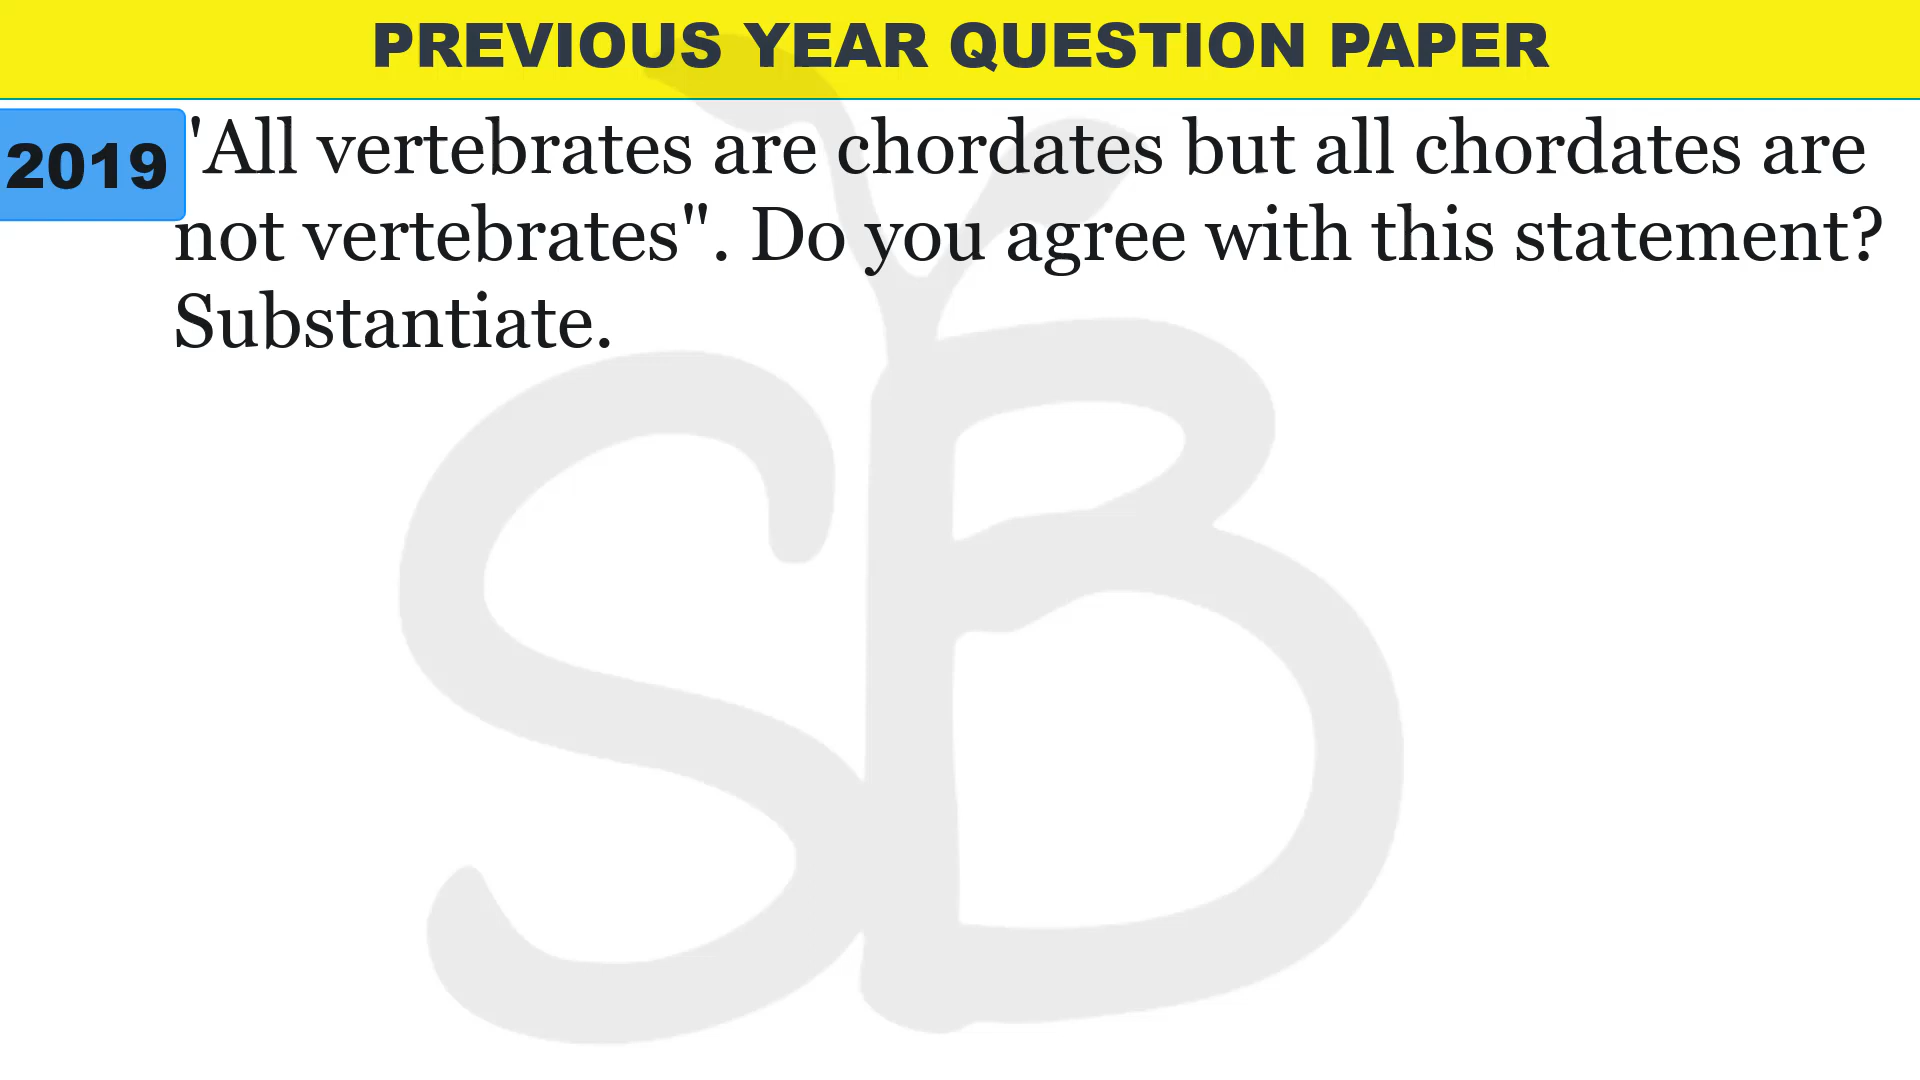 PREVIOUS YEAR QUESTION PAPER
2019
'All vertebrates are chordates but all chordates are
not vertebrates". Do you agree with this statement?
Substantiate.
SB